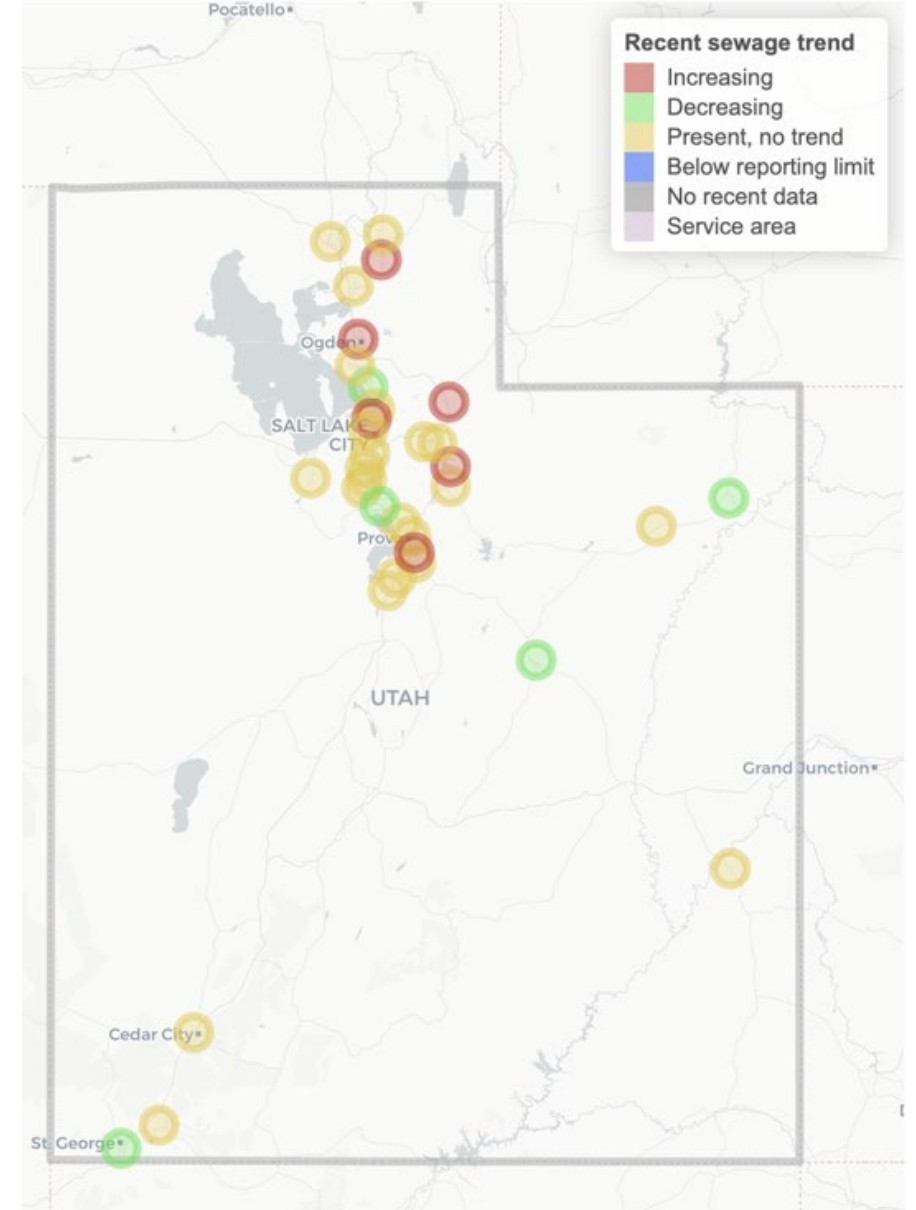 Pocatello
Recent sewage trend
Increasing
Decreasing
Present, no trend
Below reporting limit
No recent data
Service area
Ogden
SALT LAKE
CITY
Prov
UTAH
Grand Junction
Cedar City
St. George